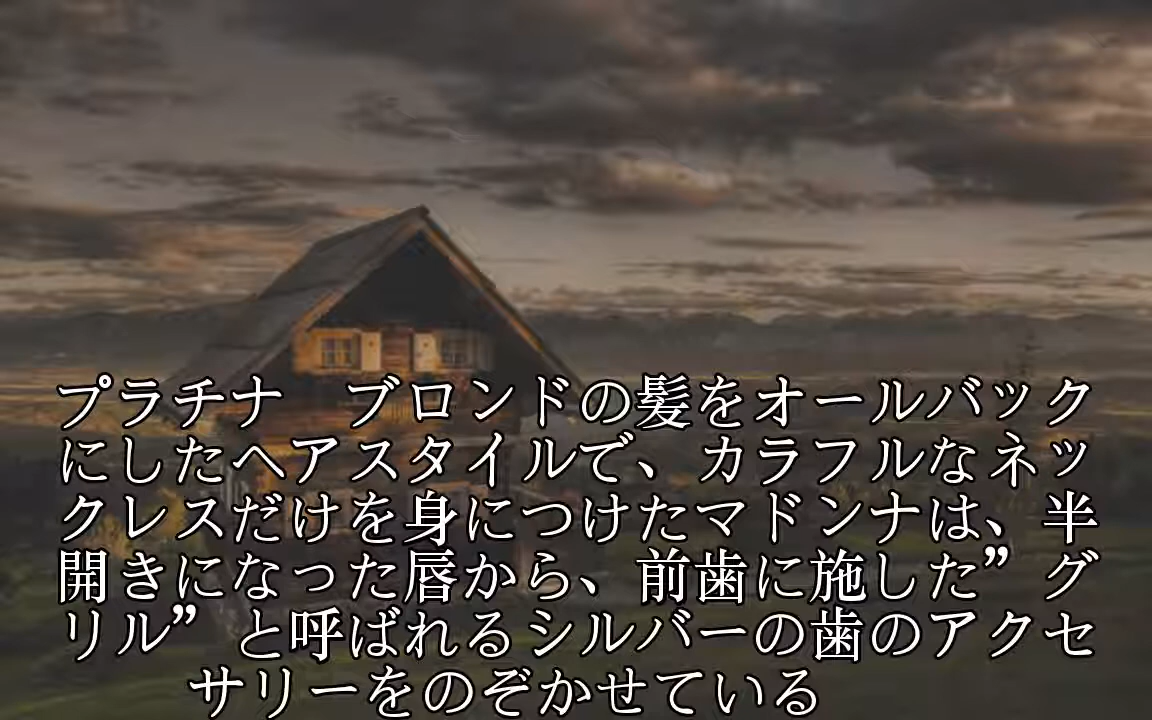 プラチナ　ブロンドの髪をオールバック
にしたヘアスタイルで、カラフルなネッ
クレスだけを身につけたマドンナは、半
開きになった唇から、前歯に施した”グ
リル”と呼ばれるシルバーの歯のアクセ
サリーをのぞかせている